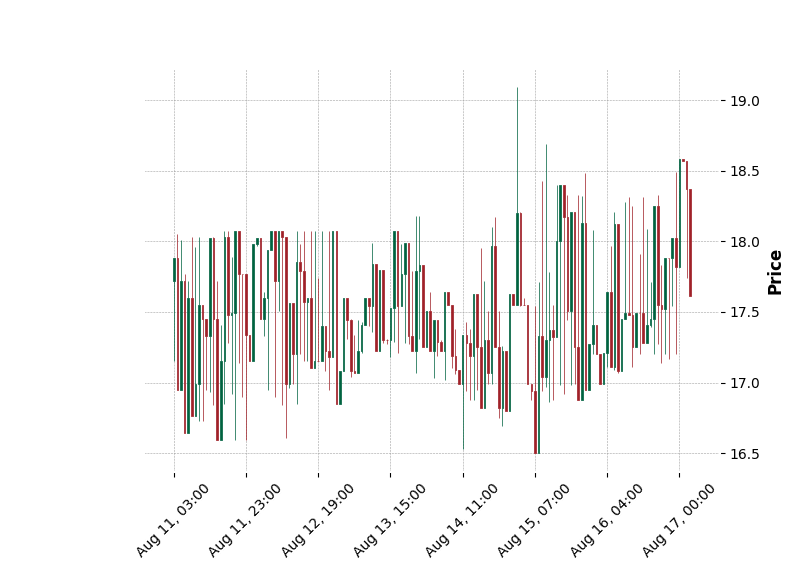 19.0
18.5
18.0
17.5
17.0
16.5
Price
Aug 11, 03:00
Aug 11, 23:00
Aug 12, 19:00
Aug 13, 15:00
Aug 14, 11:00
Aug 15, 07:00
Aug 16, 04:00
Aug 17, 00:00